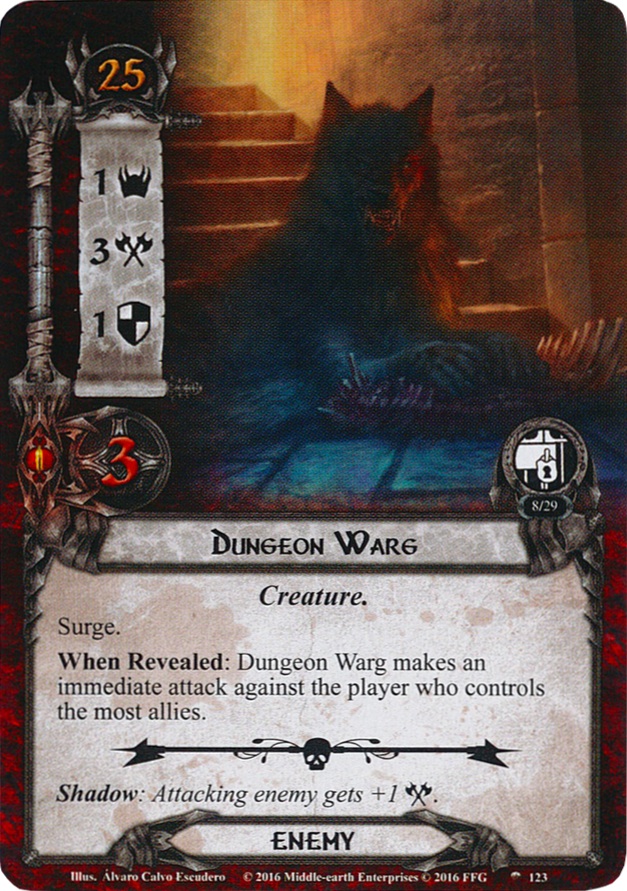 25
1
3
1
3
8/29
Dungeon Warg
Creature.
Surge.
When Revealed: Dungeon Warg makes an
immediate attack against the player who controls
the most allies.
Shadow: Attacking enemy gets +1
.
ENEMY
Illus. Álvaro Calvo Escudero © 2016 Middle-earth Enterprises © 2016 FFG 123